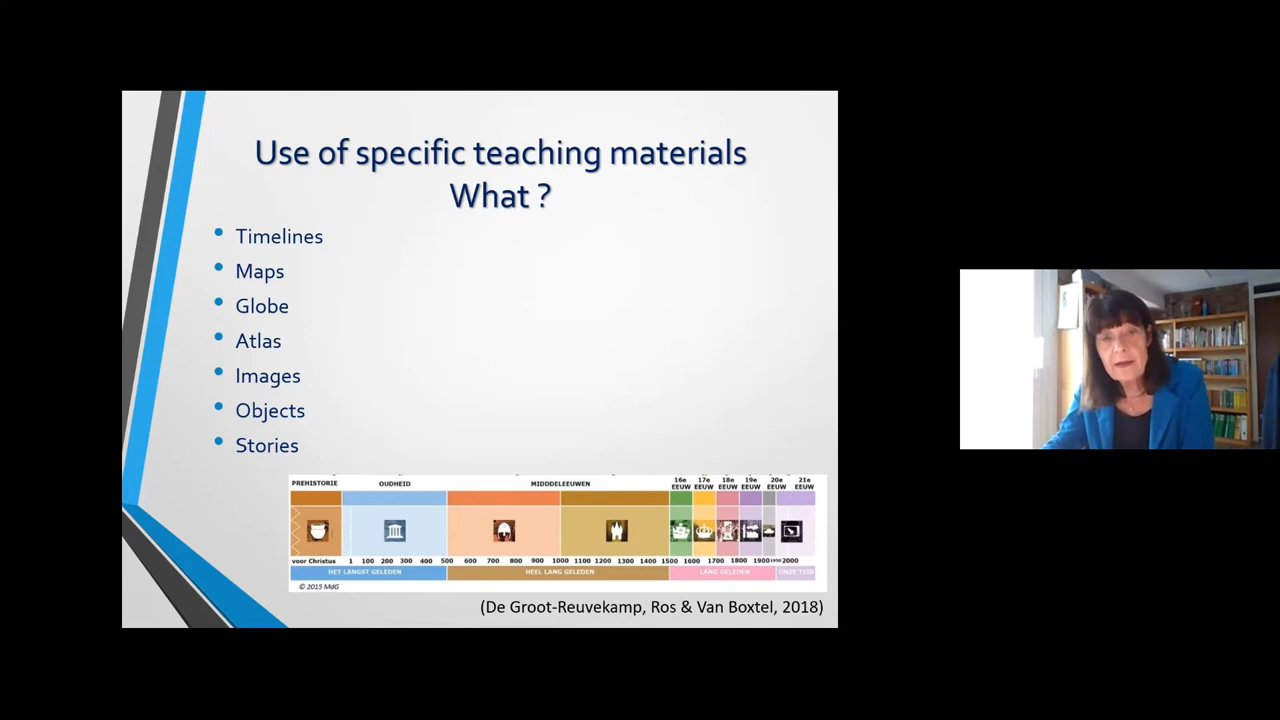 Use of specific teaching materials
What ?
• Timelines
• Maps
• Globe
• Atlas
• Images
• Objects
• Stories
PREHISTORIE OUDHEID MIDDDELEEUWEN 16e EEUW 17e EEUW 18e EEUW 19e EEUW 20e EEUW 21e EEUW
voor Christus 1 100 200 300 400 500 600 700 800 900 1000 1100 1200 1300 1400 1500 1600 1700 1800 1900 1950 2000
HET LANGST GELEDEN HEEL LANG GELEDEN LANG GELEDEN ONZE TIJD
© 2015 MdG
(De Groot-Reuvekamp, Ros & Van Boxtel, 2018)